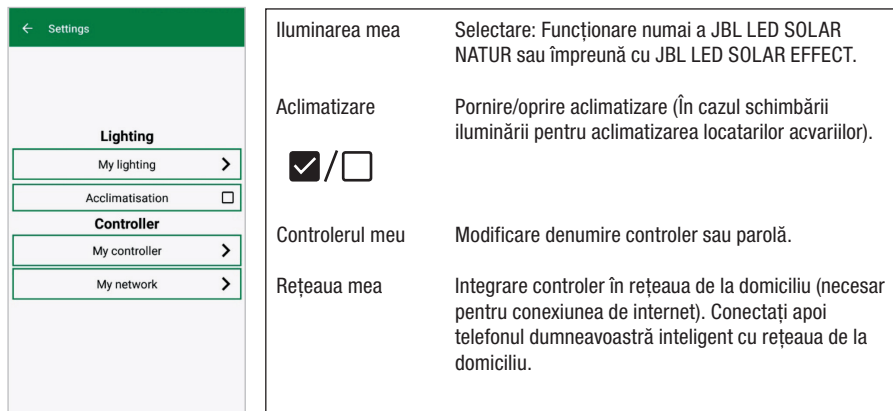 Settings
Lighting
My lighting
Acclimatisation
Controller
My controller
My network
Iluminarea mea
Selectare: Funcționare numai a JBL LED SOLAR
NATUR sau împreună cu JBL LED SOLAR EFFECT.
Aclimatizare
Pornire/oprire aclimatizare (În cazul schimbării
iluminării pentru aclimatizarea locatarilor acvariilor).
/
Controlerul meu
Modificare denumire controler sau parolă.
Rețeaua mea
Integrare controler în rețeaua de la domiciliu (necesar
pentru conexiunea de internet). Conectați apoi
telefonul dumneavoastră inteligent cu rețeaua de la
domiciliu.